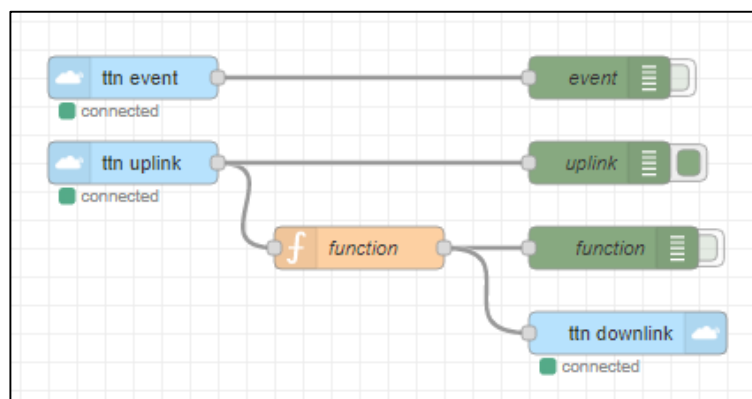 ttn event
event
connected
ttn uplink
uplink
connected
function
function
ttn downlink
connected